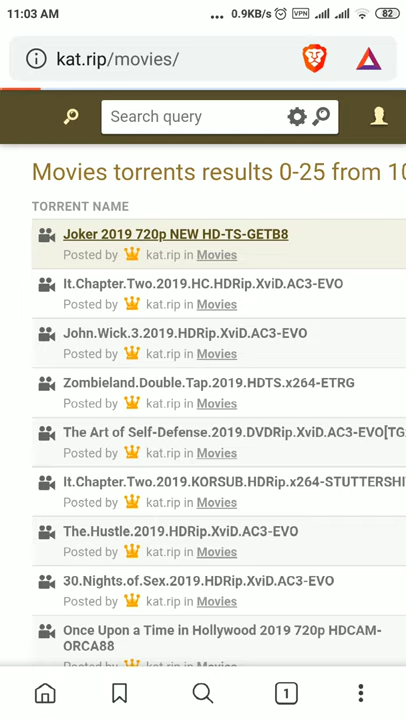 11:03 AM
... 0.9KB/s VPN 82
kat.rip/movies/
Search query
Movies torrents results 0-25 from 10
TORRENT NAME
Joker 2019 720p NEW HD-TS-GETB8
Posted by kat.rip in Movies
It.Chapter.Two.2019.HC.HDRip.XviD.AC3-EVO
Posted by kat.rip in Movies
John.Wick.3.2019.HDRip.XviD.AC3-EVO
Posted by kat.rip in Movies
Zombieland.Double.Tap.2019.HDTS.x264-ETRG
Posted by kat.rip in Movies
The Art of Self-Defense.2019.DVDRip.XviD.AC3-EVO[TG
Posted by kat.rip in Movies
It.Chapter.Two.2019.KORSUB.HDRip.x264-STUTTERSHI
Posted by kat.rip in Movies
The.Hustle.2019.HDRip.XviD.AC3-EVO
Posted by kat.rip in Movies
30.Nights.of.Sex.2019.HDRip.XviD.AC3-EVO
Posted by kat.rip in Movies
Once Upon a Time in Hollywood 2019 720p HDCAM-
ORCA88
Posted by kat.rip in Movies
1